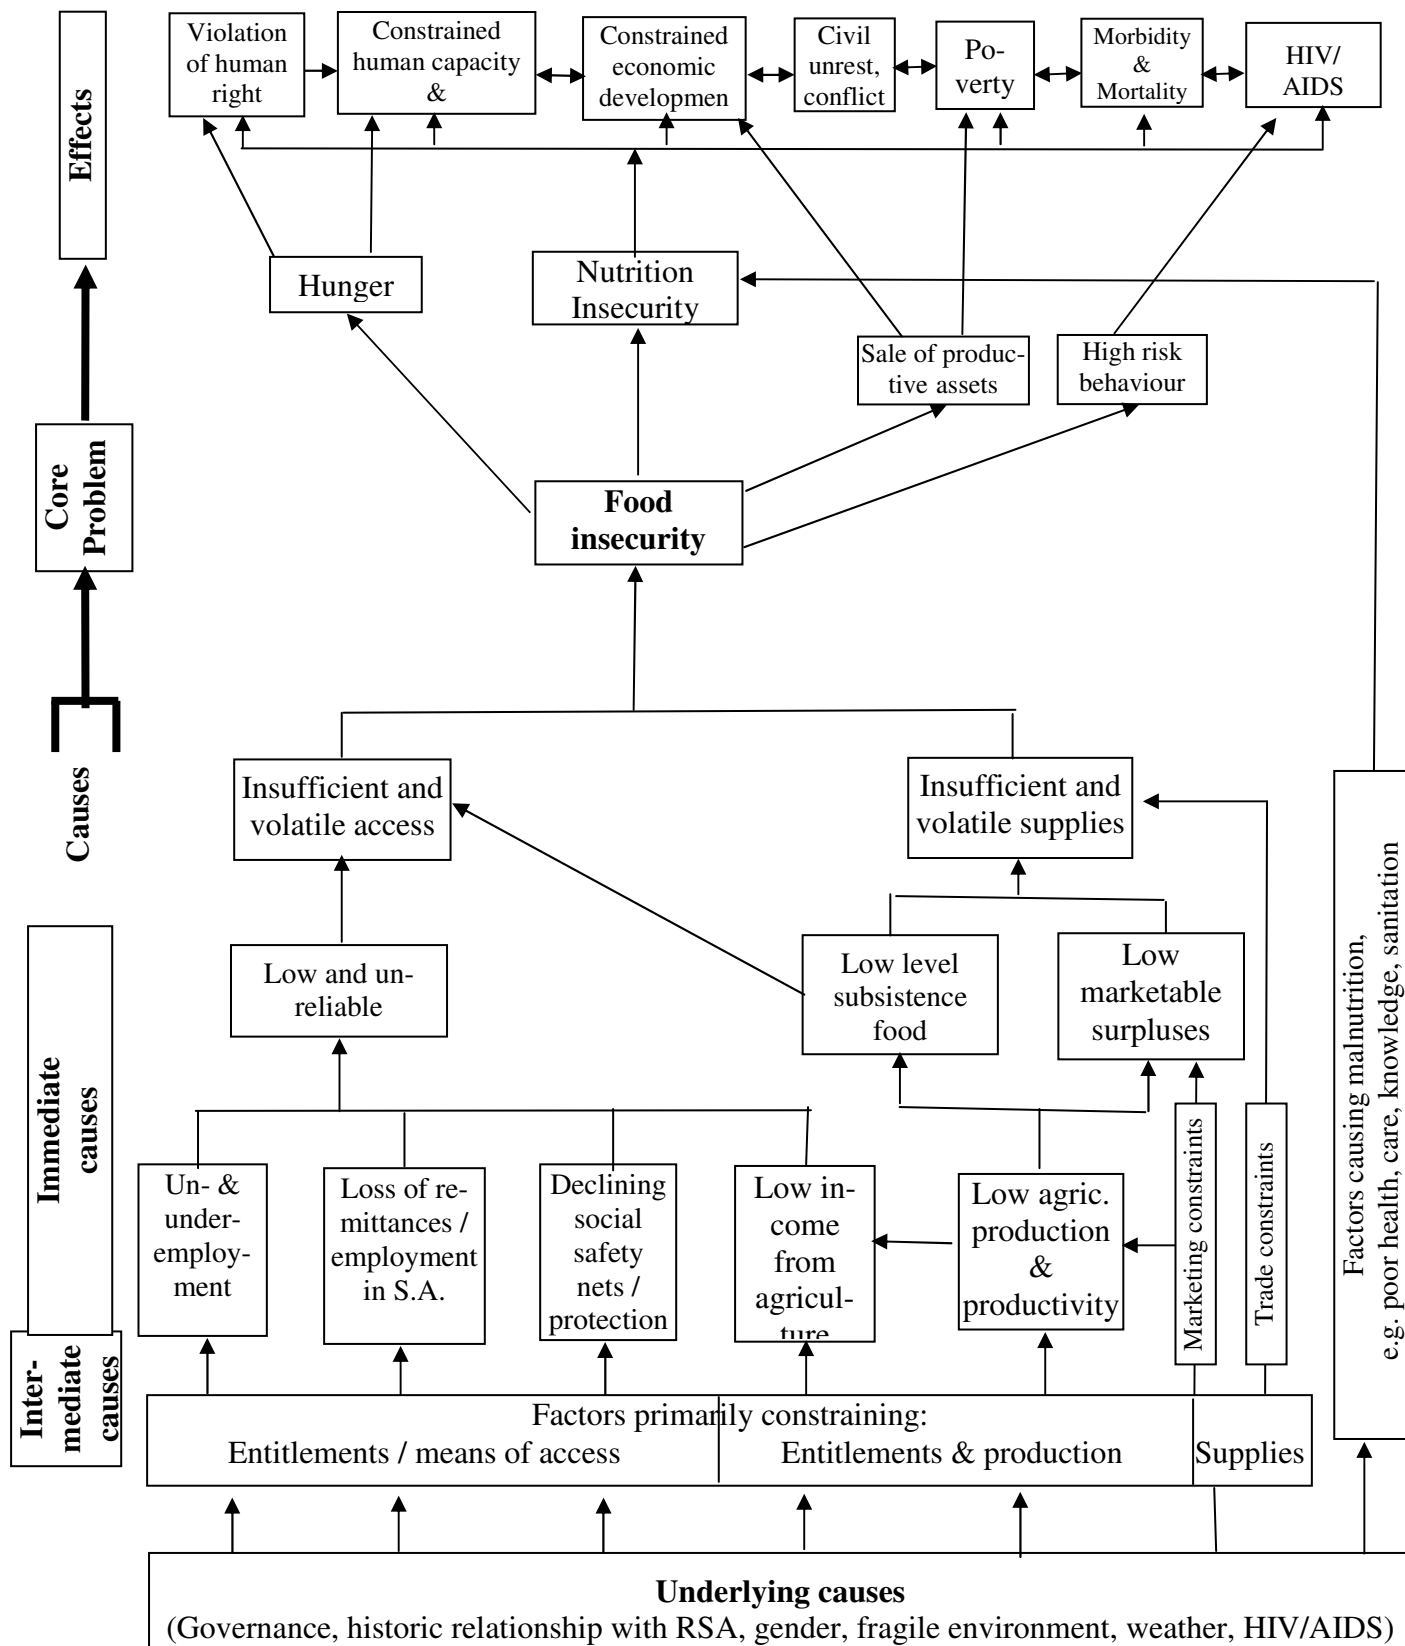 Effects
Violation
of human
right
Constrained
human capacity
&
Constrained
economic
developmen
Civil
unrest,
conflict
Po-
verty
Morbidity
&
Mortality
HIV/
AIDS
Hunger
Nutrition
Insecurity
Sale of produc-
tive assets
High risk
behaviour
Core
Problem
Food
insecurity
Causes
Insufficient and
volatile access
Insufficient and
volatile supplies
Low and un-
reliable
Low level
subsistence
food
Low
marketable
surpluses
Immediate
causes
Un- &
under-
employ-
ment
Loss of re-
mittances /
employment
in S.A.
Declining
social
safety
nets /
protection
Low in-
come
from
agricul-
ture
Low agric.
production
&
productivity
Marketing constraints
Trade constraints
Factors causing malnutrition,
e.g. poor health, care, knowledge, sanitation
Inter-
mediate
causes
Factors primarily constraining:
Entitlements / means of access
Entitlements & production
Supplies
Underlying causes
(Governance, historic relationship with RSA, gender, fragile environment, weather, HIV/AIDS)